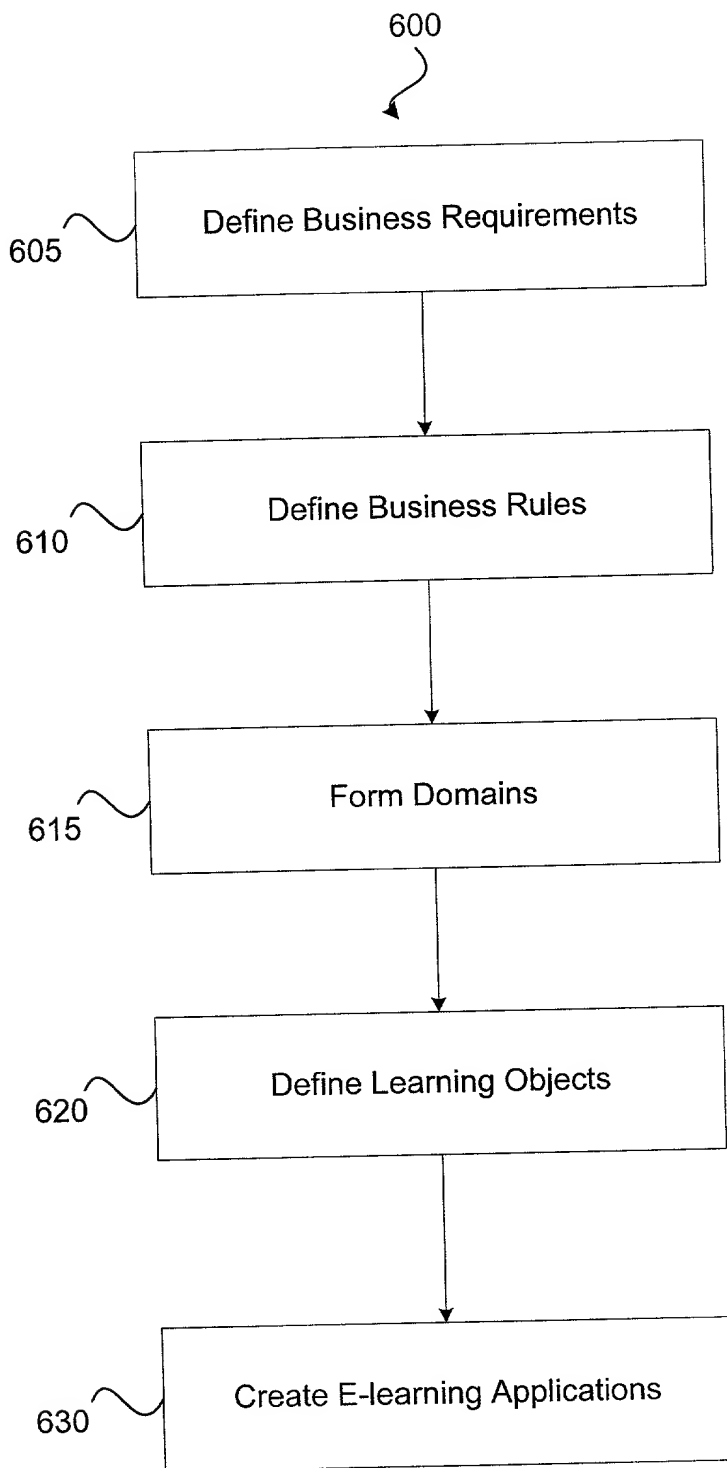 600
Define Business Requirements
605
Define Business Rules
610
Form Domains
615
Define Learning Objects
620
Create E-learning Applications
630